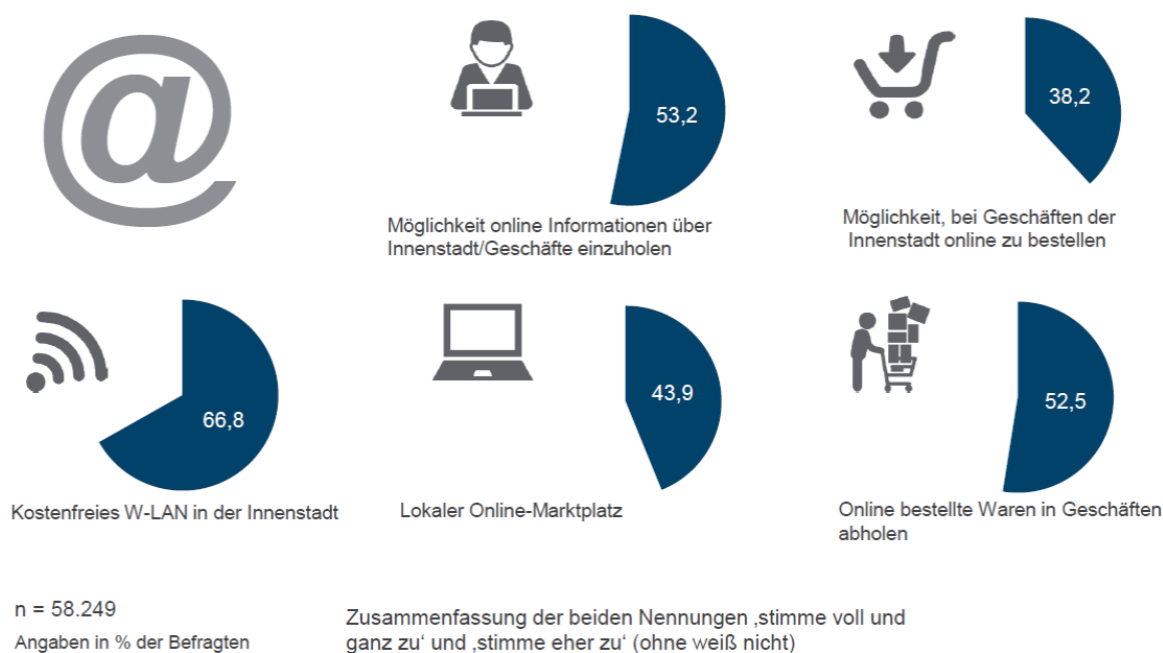 @
53,2
Möglichkeit online Informationen über
Innenstadt/Geschäfte einzuholen
38,2
Möglichkeit, bei Geschäften der
Innenstadt online zu bestellen
66,8
Kostenfreies W-LAN in der Innenstadt
43,9
Lokaler Online-Marktplatz
52,5
Online bestellte Waren in Geschäften
abholen
n = 58.249
Angaben in % der Befragten
Zusammenfassung der beiden Nennungen ‚stimme voll und
ganz zu‘ und ‚stimme eher zu‘ (ohne weiß nicht)